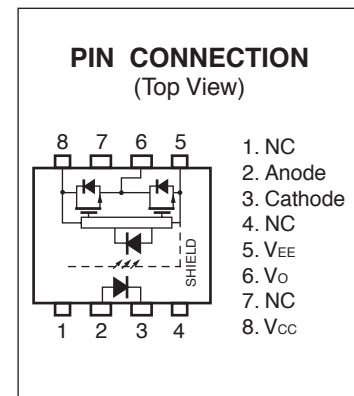 PIN CONNECTION
(Top View)
8 7 6 5
SHIELD
1 2 3 4
1. NC
2. Anode
3. Cathode
4. NC
5. VEE
6. VO
7. NC
8. VCC